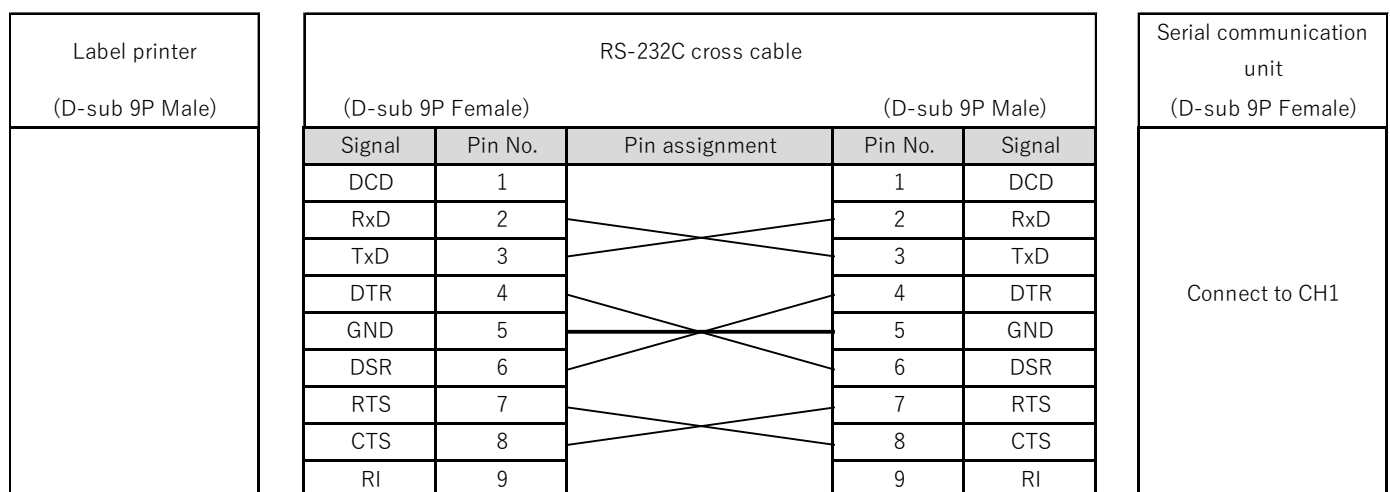 Label printer
(D-sub 9P Male)
RS-232C cross cable
(D-sub 9P Female) (D-sub 9P Male)
Serial communication
unit
(D-sub 9P Female)
Signal Pin No. Pin assignment Pin No. Signal
DCD 1 1 DCD
RxD 2 2 RxD
TxD 3 3 TxD
DTR 4 4 DTR
GND 5 5 GND
DSR 6 6 DSR
RTS 7 7 RTS
CTS 8 8 CTS
RI 9 9 RI
Connect to CH1